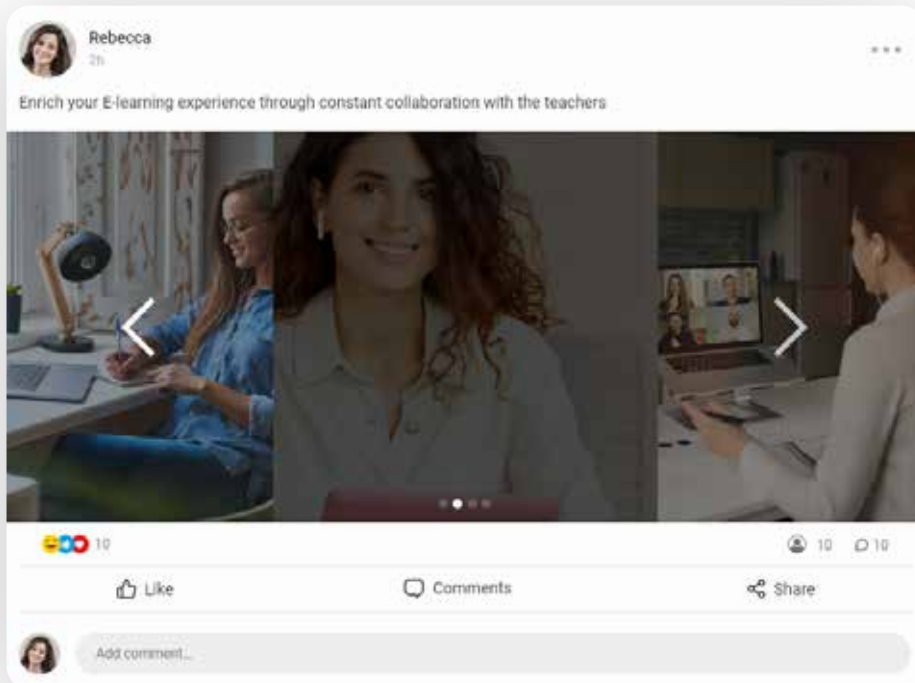 Rebecca
2h
Enrich your E-learning experience through constant collaboration with the teachers
10
10 10
Like Comments Share
Add comment...